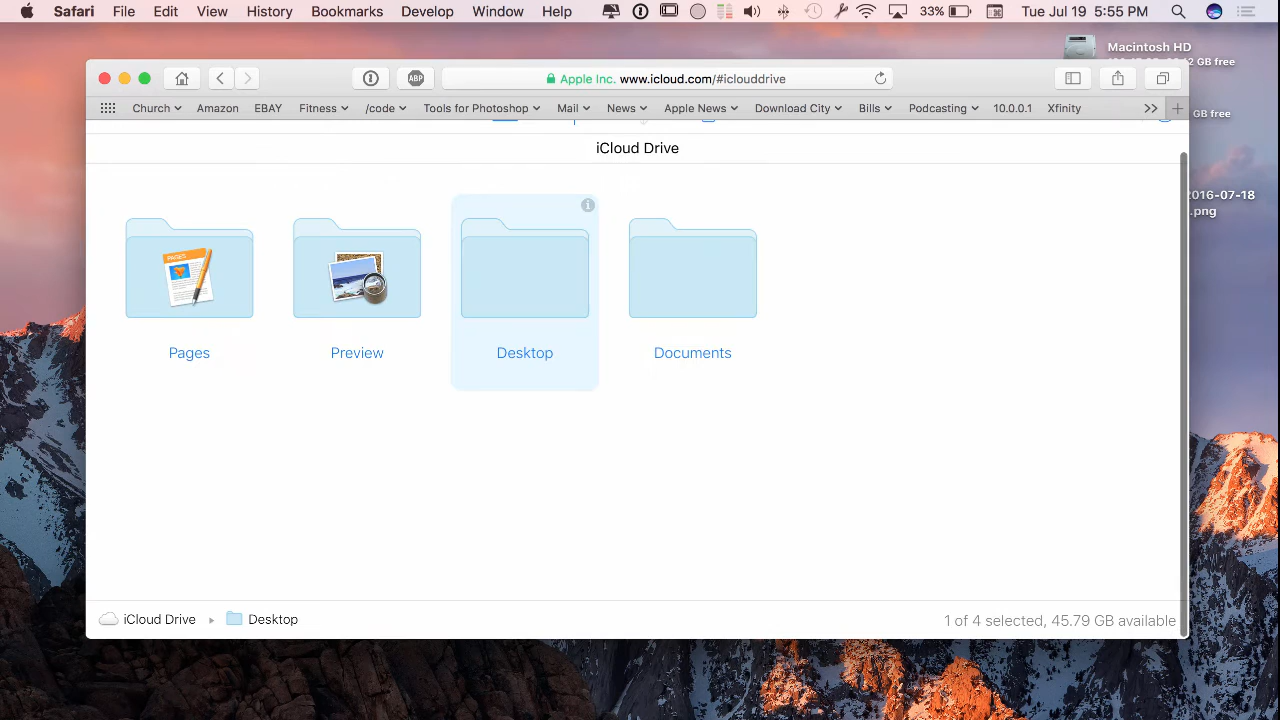 Safari File Edit View History Bookmarks Develop Window Help 33% Tue Jul 19 5:55 PM
Macintosh HD
GB free
Apple Inc. www.icloud.com/#iclouddrive
ABP
Church Amazon EBAY Fitness /code Tools for Photoshop Mail News Apple News Download City Bills Podcasting 10.0.0.1 Xfinity
GB free
iCloud Drive
2016-07-18
.png
PAGES
Pages Preview Desktop Documents
iCloud Drive Desktop
1 of 4 selected, 45.79 GB available